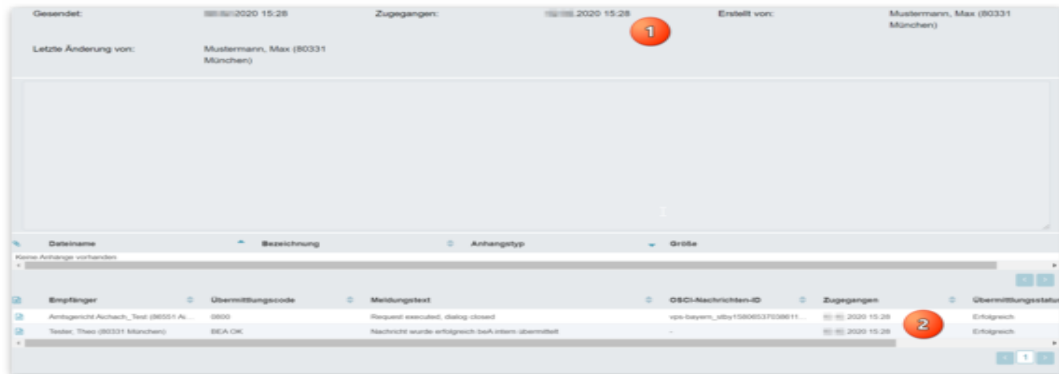 Gesendet: 2020 15:28 Zugegangen: .2020 15:28 Erstellt von: Mustermann, Max (80331 München)
1
Letzte Änderung von: Mustermann, Max (80331 München)
Dateiname Bezeichnung Anhangstyp Größe
Keine Anhänge vorhanden
Empfänger Übermittlungscode Meldungstext OSCI-Nachrichten-ID Zugegangen Übermittlungsstatus
Amtsgericht Aichach_Test (86551 Ai... 0800 Request executed, dialog closed 2020 15:28 Erfolgreich
2
Tester, Theo (80331 München) BEA OK Nachricht wurde erfolgreich beA-intern übermittelt - 2020 15:28 Erfolgreich
1